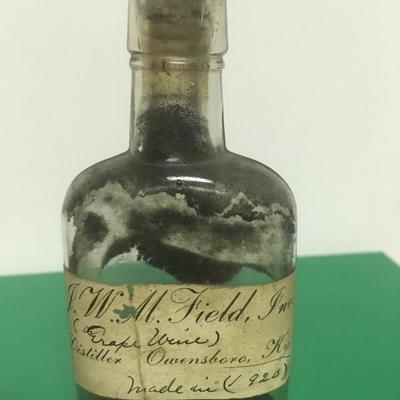 J. W. M. Field, Inc.
(Grape Wine)
Distiller Owensboro, Ky
made in (1920)